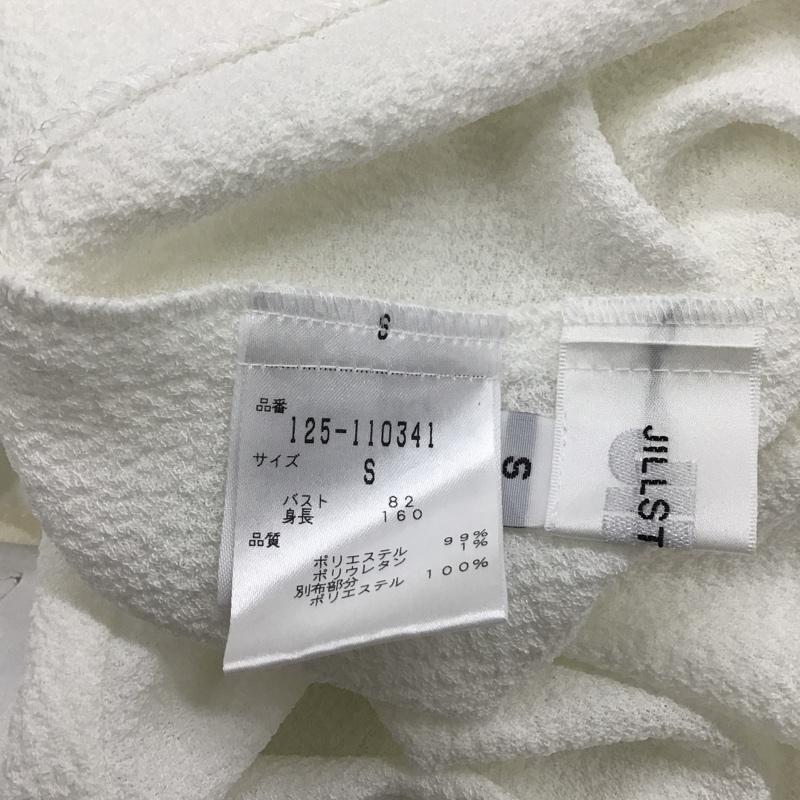 S
品番
125-110341
サイズ
S
バスト 82
身長 160
品質
ポリエステル 99%
ポリウレタン 1%
別布部分
ポリエステル 100%
S
JILLST